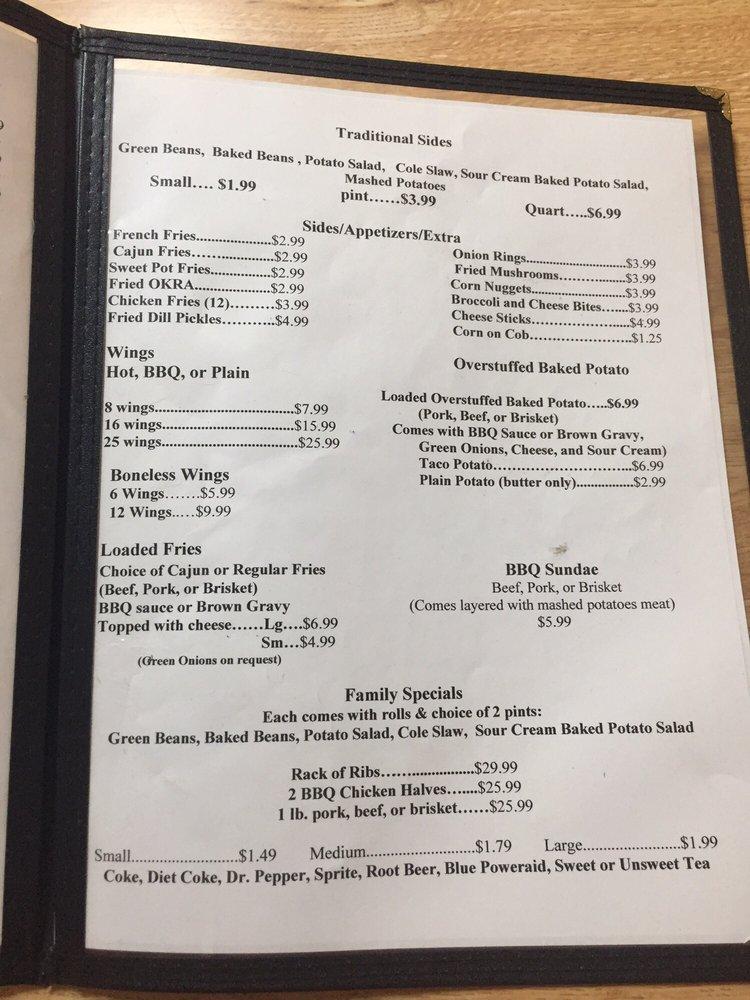 Traditional Sides
Green Beans, Baked Beans , Potato Salad, Cole Slaw, Sour Cream Baked Potato Salad,
Mashed Potatoes
Small.... $1.99 pint......$3.99 Quart.....$6.99
Sides/Appetizers/Extra
French Fries......................$2.99
Cajun Fries........................$2.99
Sweet Pot Fries..................$2.99
Fried OKRA......................$2.99
Chicken Fries (12).........$3.99
Fried Dill Pickles...........$4.99
Onion Rings.........................$3.99
Fried Mushrooms.................$3.99
Corn Nuggets.......................$3.99
Broccoli and Cheese Bites.......$3.99
Cheese Sticks........................$4.99
Corn on Cob..........................$1.25
Wings
Hot, BBQ, or Plain
8 wings...................................$7.99
16 wings.................................$15.99
25 wings..................................$25.99
Overstuffed Baked Potato
Loaded Overstuffed Baked Potato.....$6.99
(Pork, Beef, or Brisket)
Comes with BBQ Sauce or Brown Gravy,
Green Onions, Cheese, and Sour Cream)
Taco Potato..................................$6.99
Plain Potato (butter only).................$2.99
Boneless Wings
6 Wings.......$5.99
12 Wings.....$9.99
Loaded Fries
Choice of Cajun or Regular Fries
(Beef, Pork, or Brisket)
BBQ sauce or Brown Gravy
Topped with cheese......Lg....$6.99
Sm...$4.99
(Green Onions on request)
BBQ Sundae
Beef, Pork, or Brisket
(Comes layered with mashed potatoes meat)
$5.99
Family Specials
Each comes with rolls & choice of 2 pints:
Green Beans, Baked Beans, Potato Salad, Cole Slaw, Sour Cream Baked Potato Salad
Rack of Ribs.......................$29.99
2 BBQ Chicken Halves.......$25.99
1 lb. pork, beef, or brisket......$25.99
Small..........................$1.49 Medium..........................$1.79 Large.........................$1.99
Coke, Diet Coke, Dr. Pepper, Sprite, Root Beer, Blue Poweraid, Sweet or Unsweet Tea